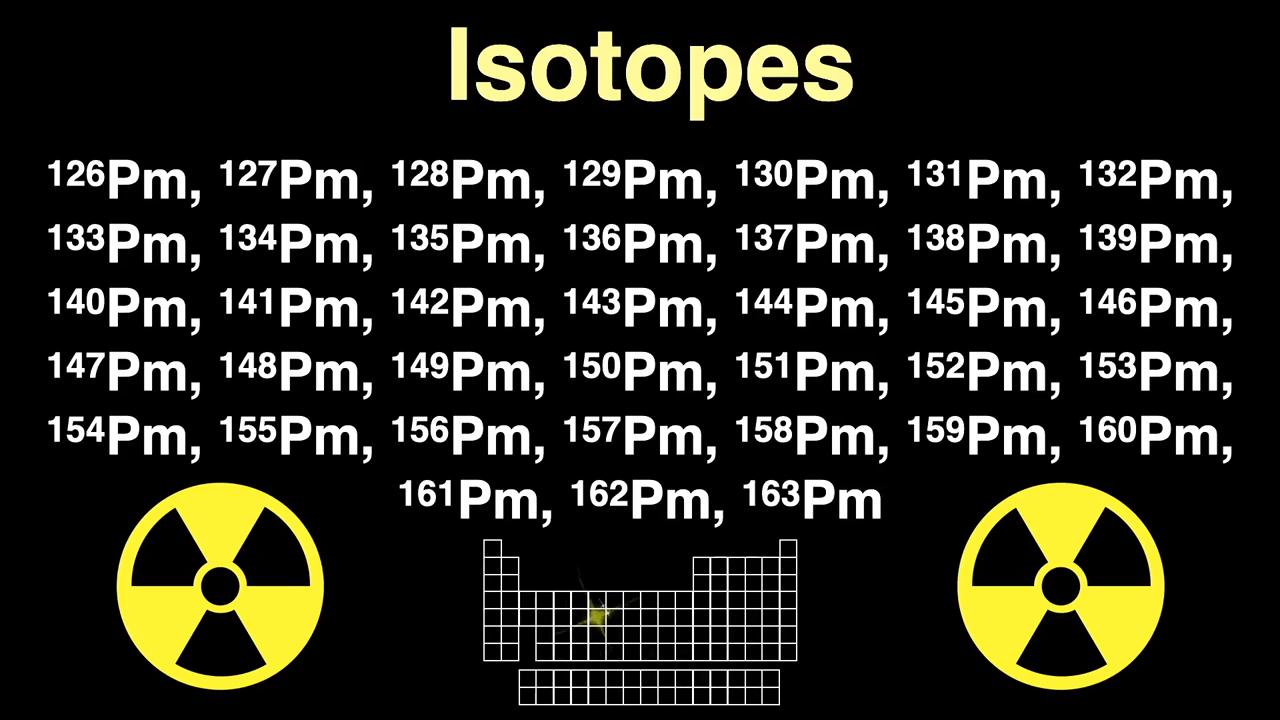 Isotopes
¹²⁶Pm, ¹²⁷Pm, ¹²⁸Pm, ¹²⁹Pm, ¹³⁰Pm, ¹³¹Pm, ¹³²Pm,
¹³³Pm, ¹³⁴Pm, ¹³⁵Pm, ¹³⁶Pm, ¹³⁷Pm, ¹³⁸Pm, ¹³⁹Pm,
¹⁴⁰Pm, ¹⁴¹Pm, ¹⁴²Pm, ¹⁴³Pm, ¹⁴⁴Pm, ¹⁴⁵Pm, ¹⁴⁶Pm,
¹⁴⁷Pm, ¹⁴⁸Pm, ¹⁴⁹Pm, ¹⁵⁰Pm, ¹⁵¹Pm, ¹⁵²Pm, ¹⁵³Pm,
¹⁵⁴Pm, ¹⁵⁵Pm, ¹⁵⁶Pm, ¹⁵⁷Pm, ¹⁵⁸Pm, ¹⁵⁹Pm, ¹⁶⁰Pm,
¹⁶¹Pm, ¹⁶²Pm, ¹⁶³Pm